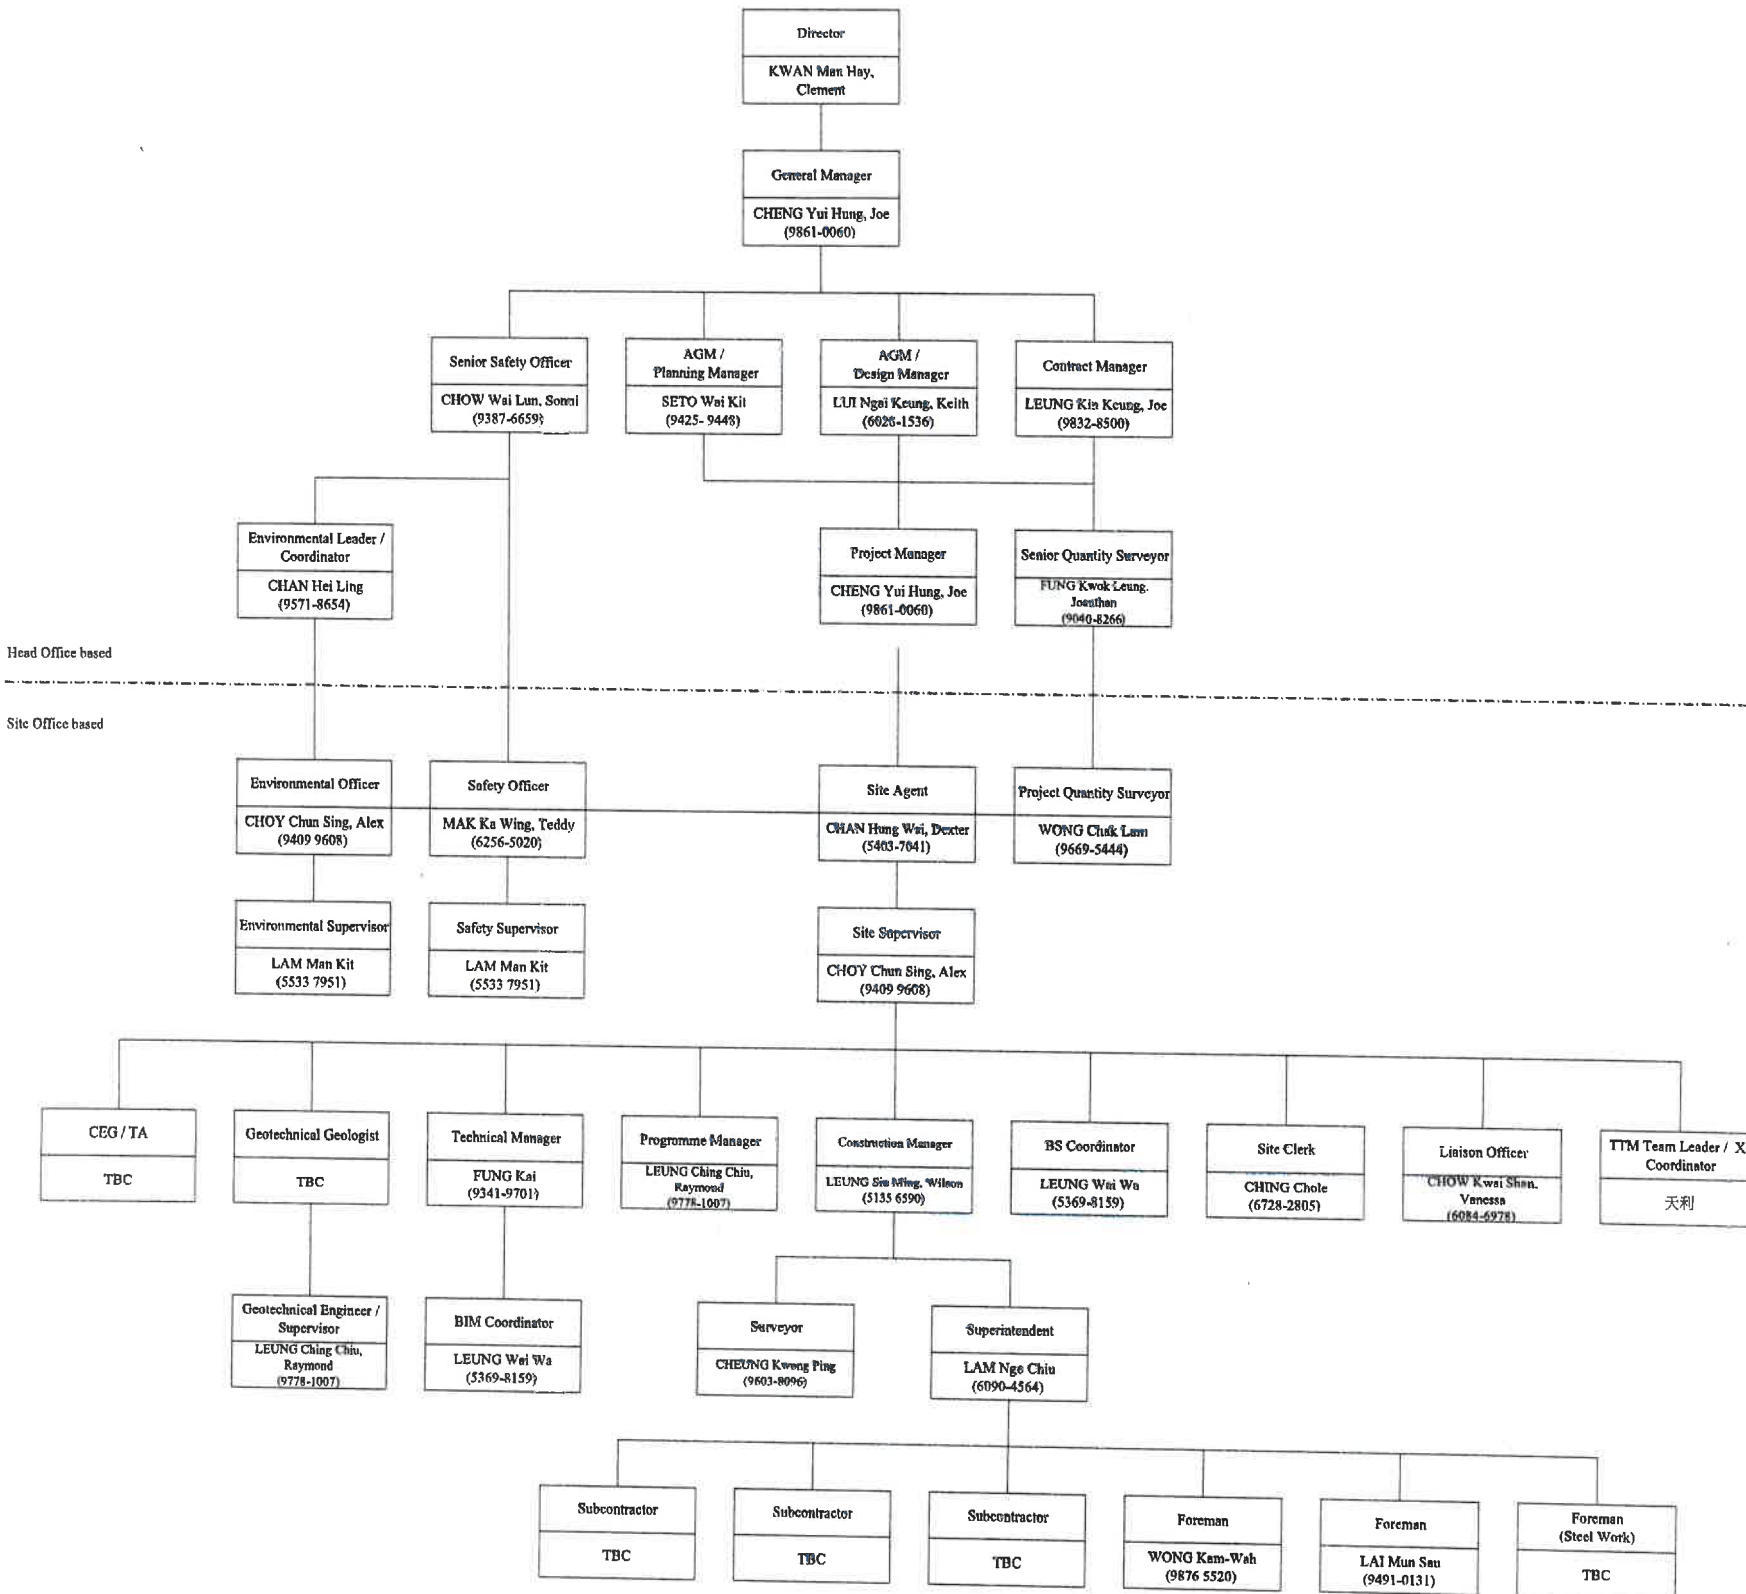 Director
KWAN Man Hay,
Clement
General Manager
CHENG Yui Hung, Joe
(9861-0060)
Senior Safety Officer
CHOW Wai Lun, Sonni
(9387-6659)
AGM /
Planning Manager
SETO Wai Kit
(9425- 9448)
AGM /
Design Manager
LUI Ngai Keung, Keith
(6028-1536)
Contract Manager
LEUNG Kin Keung, Joe
(9832-8500)
Environmental Leader /
Coordinator
CHAN Hei Ling
(9571-8654)
Project Manager
CHENG Yui Hung, Joe
(9861-0060)
Senior Quantity Surveyor
FUNG Kwok Leung,
Jonathan
(9040-8266)
Head Office based
Site Office based
Environmental Officer
CHOY Chun Sing, Alex
(9409 9608)
Safety Officer
MAK Ka Wing, Teddy
(6256-5020)
Site Agent
CHAN Hung Wai, Dexter
(5403-7041)
Project Quantity Surveyor
WONG Chak Lam
(9669-5444)
Environmental Supervisor
LAM Man Kit
(5533 7951)
Safety Supervisor
LAM Man Kit
(5533 7951)
Site Supervisor
CHOY Chun Sing, Alex
(9409 9608)
CEG / TA
TBC
Geotechnical Geologist
TBC
Technical Manager
FUNG Kai
(9341-9701)
Programme Manager
LEUNG Ching Chiu,
Raymond
(9778-1007)
Construction Manager
LEUNG Siu Ming, Wilson
(5135 6590)
BS Coordinator
LEUNG Wai Wa
(5369-8159)
Site Clerk
CHING Chole
(6728-2805)
Liaison Officer
CHOW Kwai Shan,
Vanessa
(6084-6978)
TTM Team Leader / X
Coordinator
天利
Geotechnical Engineer /
Supervisor
LEUNG Ching Chiu,
Raymond
(9778-1007)
BIM Coordinator
LEUNG Wai Wa
(5369-8159)
Surveyor
CHEUNG Kwong Ping
(9603-8096)
Superintendent
LAM Ngo Chiu
(6090-4564)
Subcontractor
TBC
Subcontractor
TBC
Subcontractor
TBC
Foreman
WONG Kam-Wah
(9876 5520)
Foreman
LAI Mun Sau
(9491-0131)
Foreman
(Steel Work)
TBC